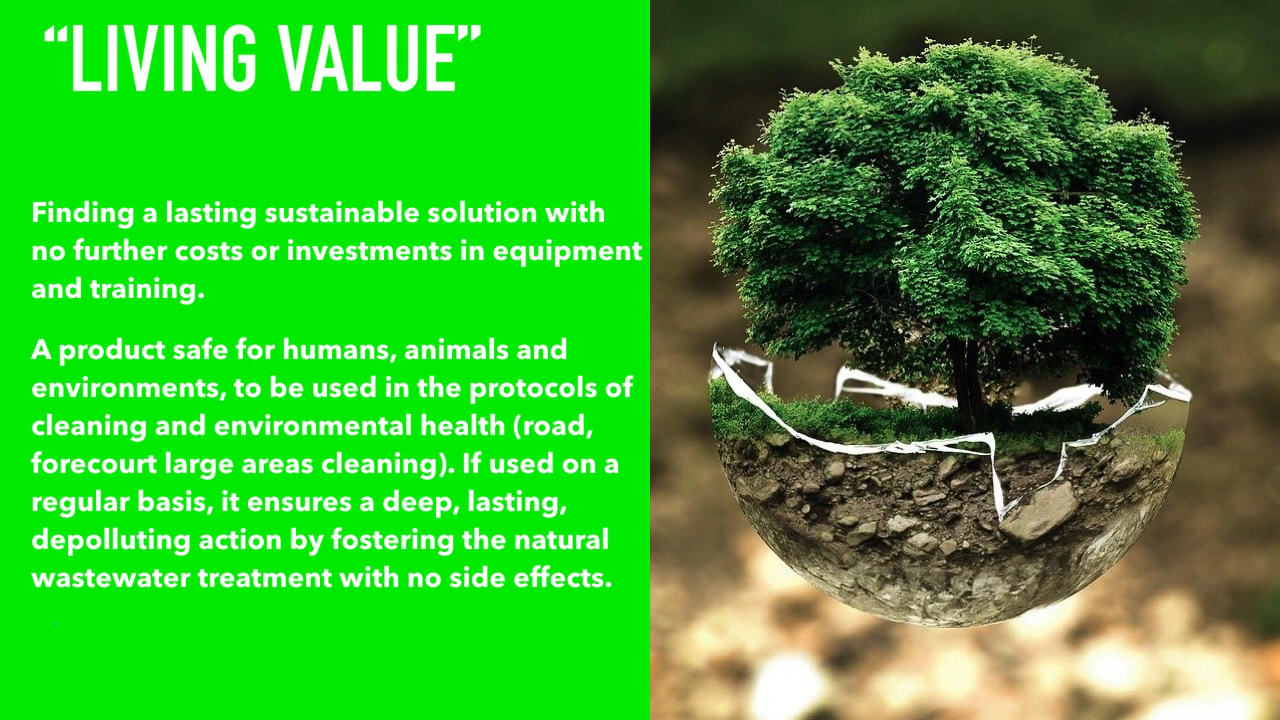 “LIVING VALUE”
Finding a lasting sustainable solution with
no further costs or investments in equipment
and training.
A product safe for humans, animals and
environments, to be used in the protocols of
cleaning and environmental health (road,
forecourt large areas cleaning). If used on a
regular basis, it ensures a deep, lasting,
depolluting action by fostering the natural
wastewater treatment with no side effects.